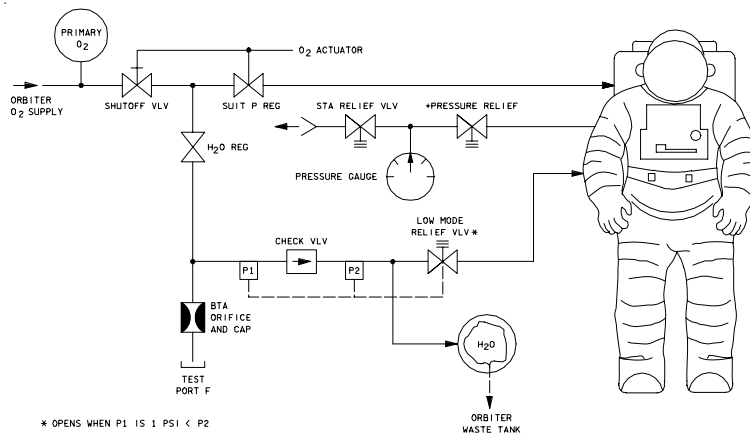 PRIMARY
O2
O2 ACTUATOR
ORBITER
O2 SUPPLY
SHUTOFF VLV
SUIT P REG
STA RELIEF VLV
+PRESSURE RELIEF
H2O REG
PRESSURE GAUGE
LOW MODE
RELIEF VLV *
CHECK VLV
P1
P2
BTA
ORIFICE
AND CAP
H2O
TEST
PORT F
ORBITER
WASTE TANK
* OPENS WHEN P1 IS 1 PSI < P2